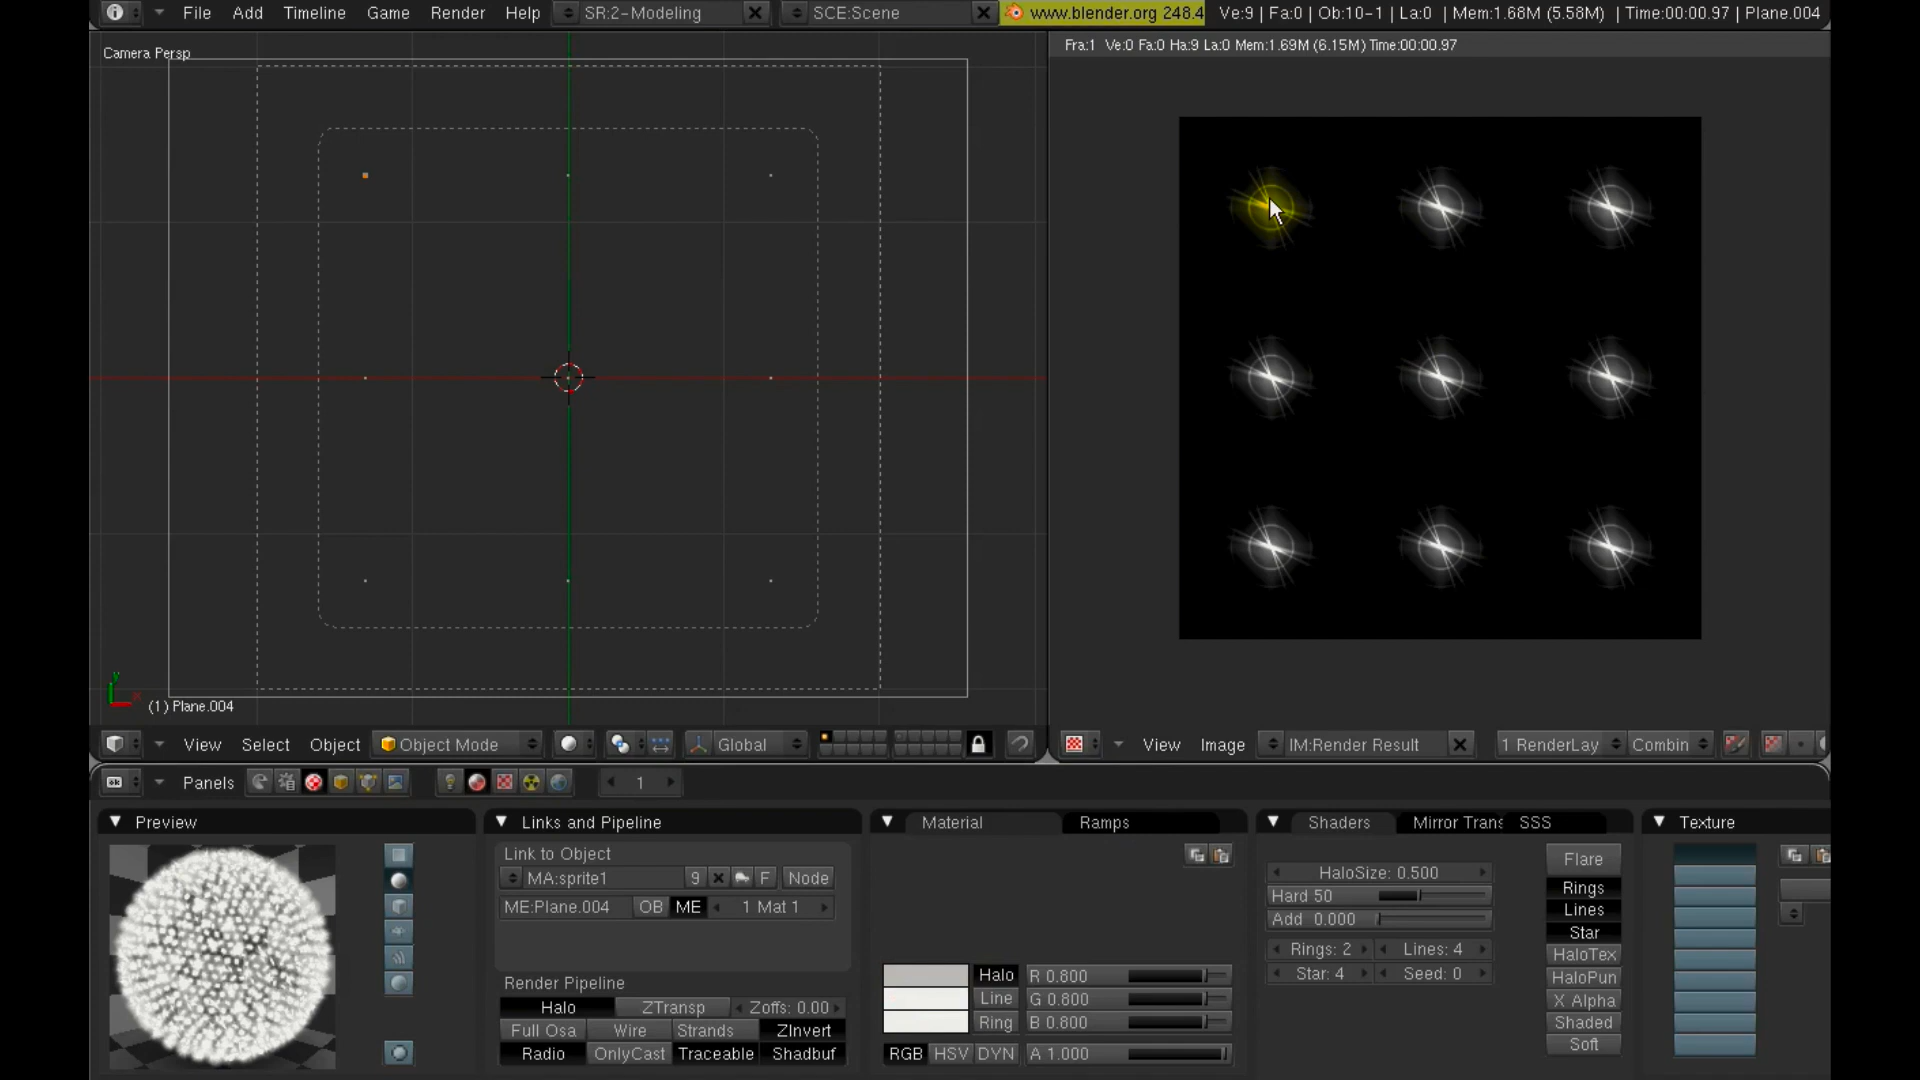 File Add Timeline Game Render Help SR:2-Modeling SCE:Scene www.blender.org 248.4 Ve:9 | Fa:0 | Ob:10-1 | La:0 | Mem:1.68M (5.58M) | Time:00:00.97 | Plane.004
Camera Persp
Fra:1 Ve:0 Fa:0 Ha:9 La:0 Mem:1.69M (6.15M) Time:00:00.97
(1) Plane.004
View Select Object Object Mode Global
View Image IM:Render Result 1 RenderLay Combin
Panels 1
Preview
Links and Pipeline
Link to Object
MA:sprite1 9 F Node
ME:Plane.004 OB ME 1 Mat 1
Render Pipeline
Halo ZTransp Zoffs: 0.00
Full Osa Wire Strands ZInvert
Radio OnlyCast Traceable Shadbuf
Material Ramps
Halo R 0.800
Line G 0.800
Ring B 0.800
RGB HSV DYN A 1.000
Shaders Mirror Trans SSS
HaloSize: 0.500
Hard 50
Add 0.000
Rings: 2 Lines: 4
Star: 4 Seed: 0
Flare
Rings
Lines
Star
HaloTex
HaloPun
X Alpha
Shaded
Soft
Texture